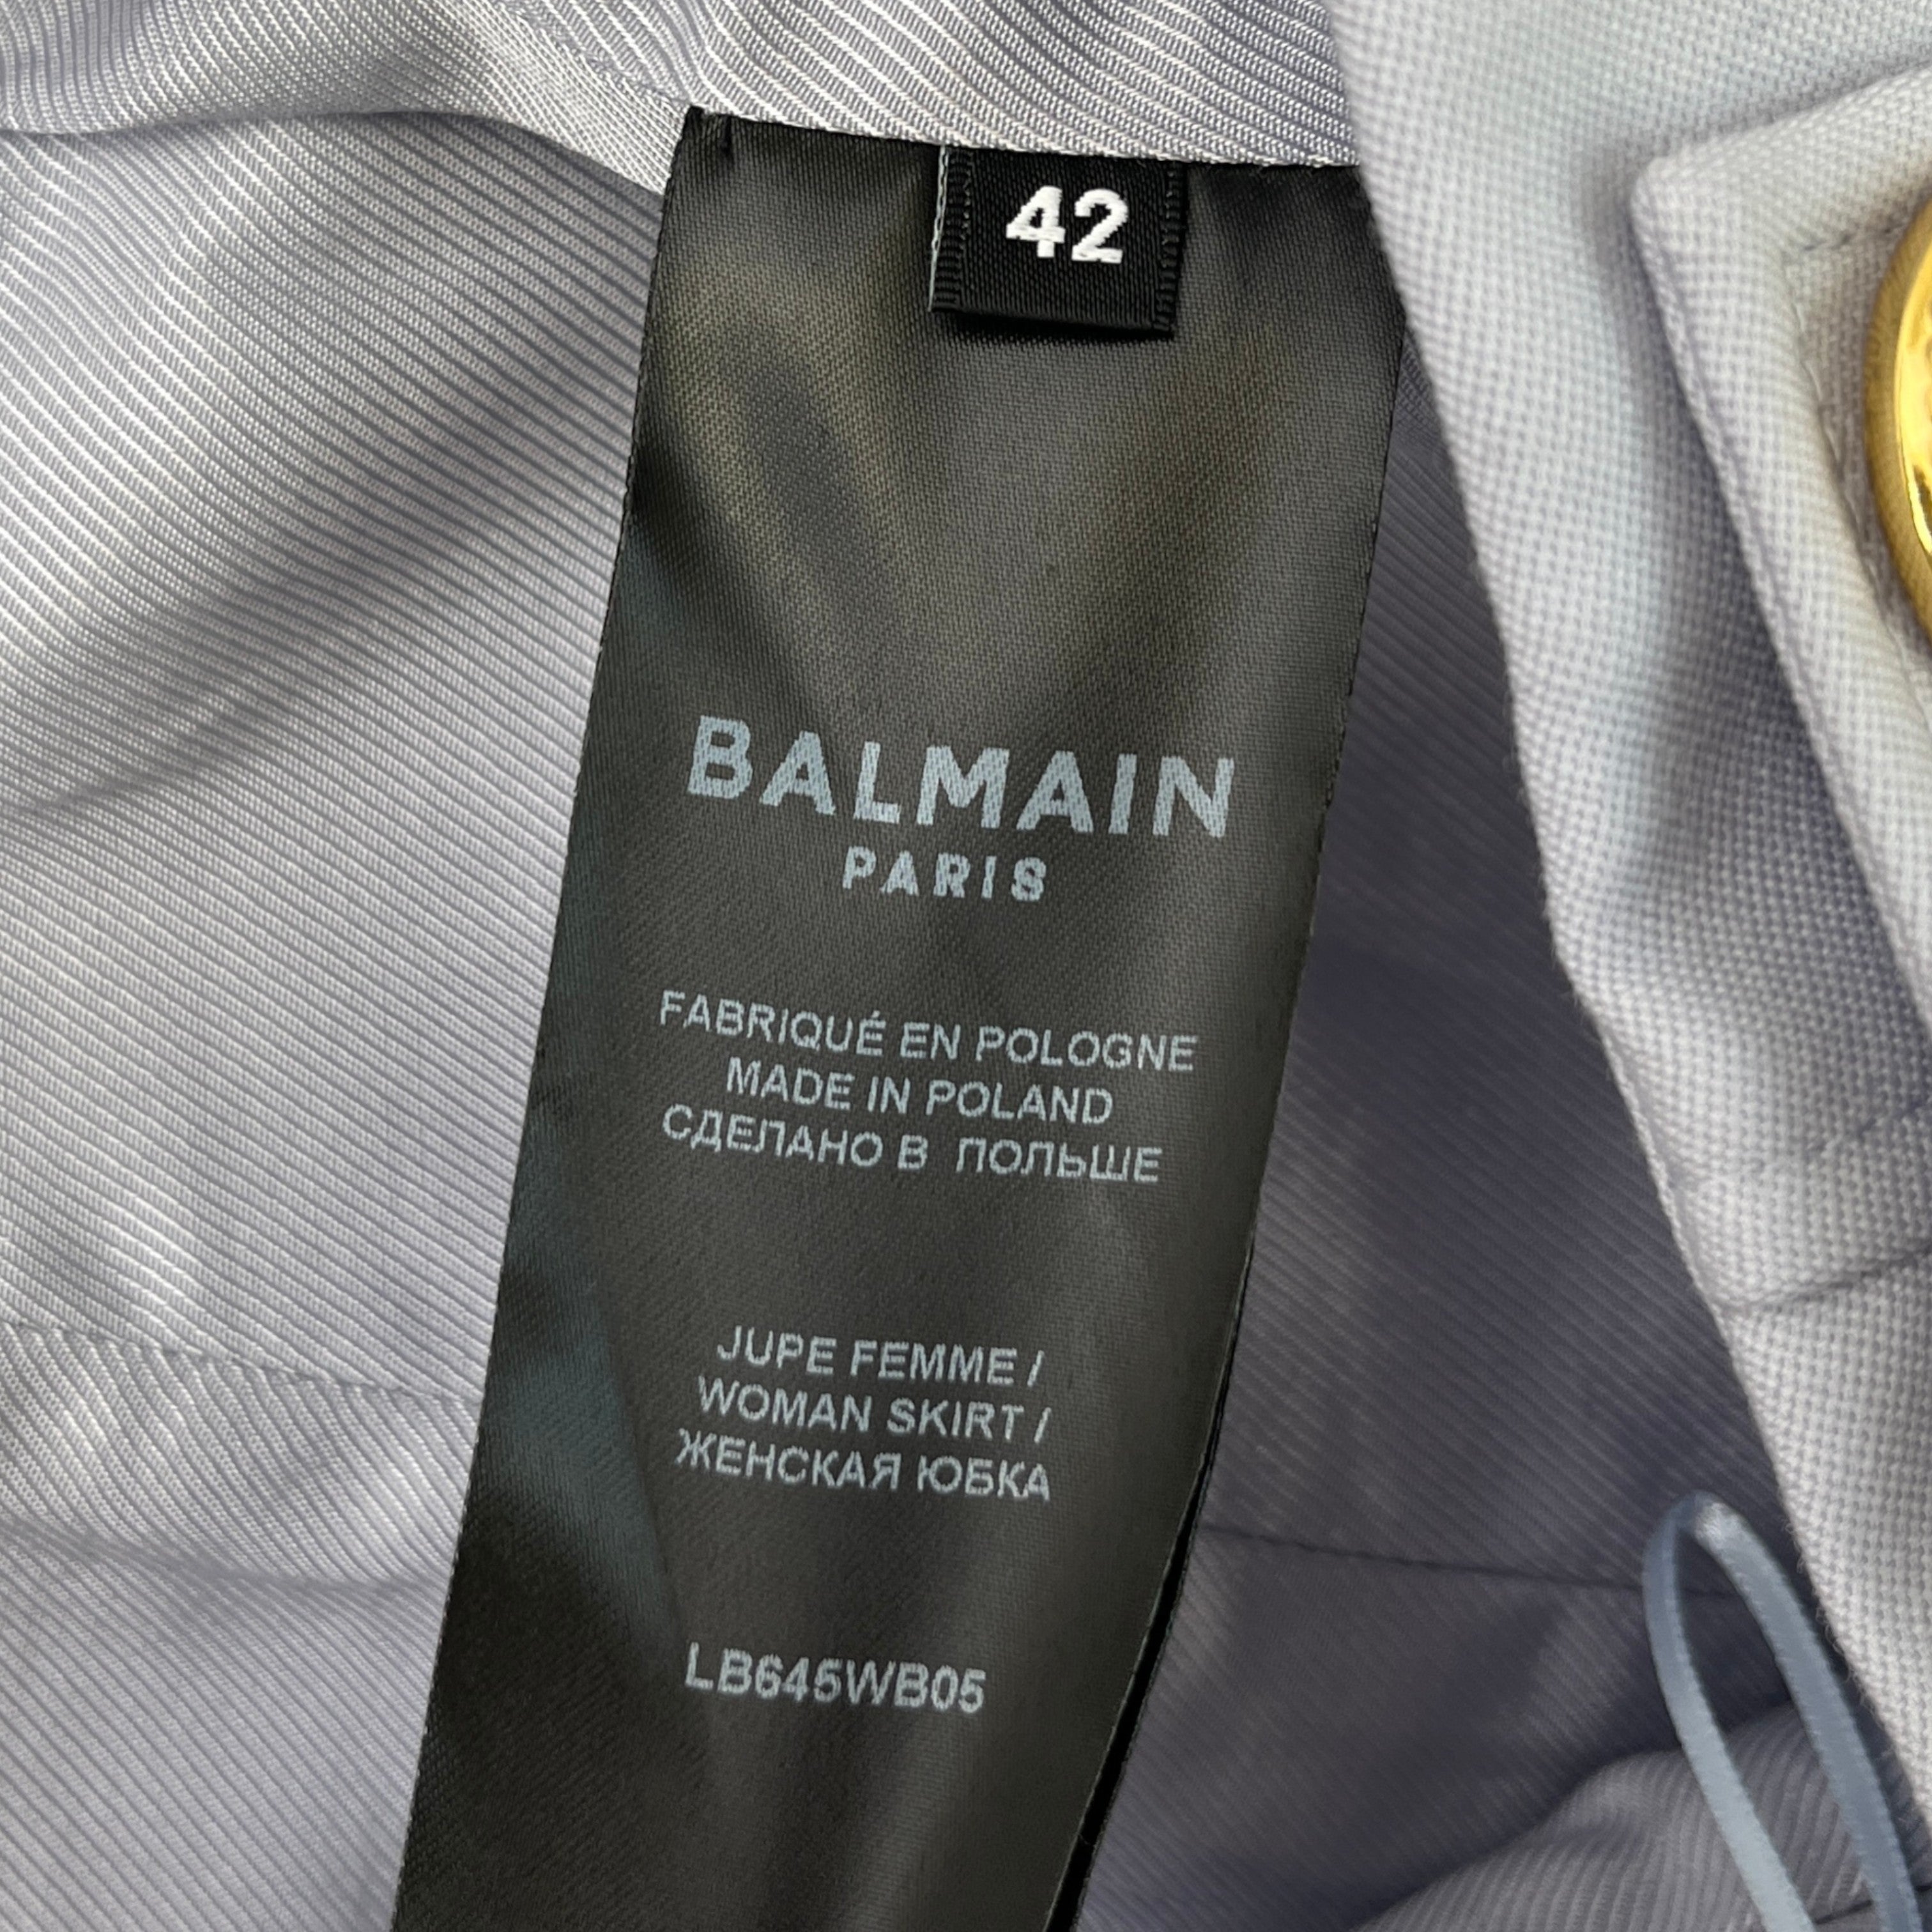 42
BALMAIN
PARIS
FABRIQUÉ EN POLOGNE
MADE IN POLAND
СДЕЛАНО В ПОЛЬШЕ
JUPE FEMME /
WOMAN SKIRT /
ЖЕНСКАЯ ЮБКА
LB645WB05